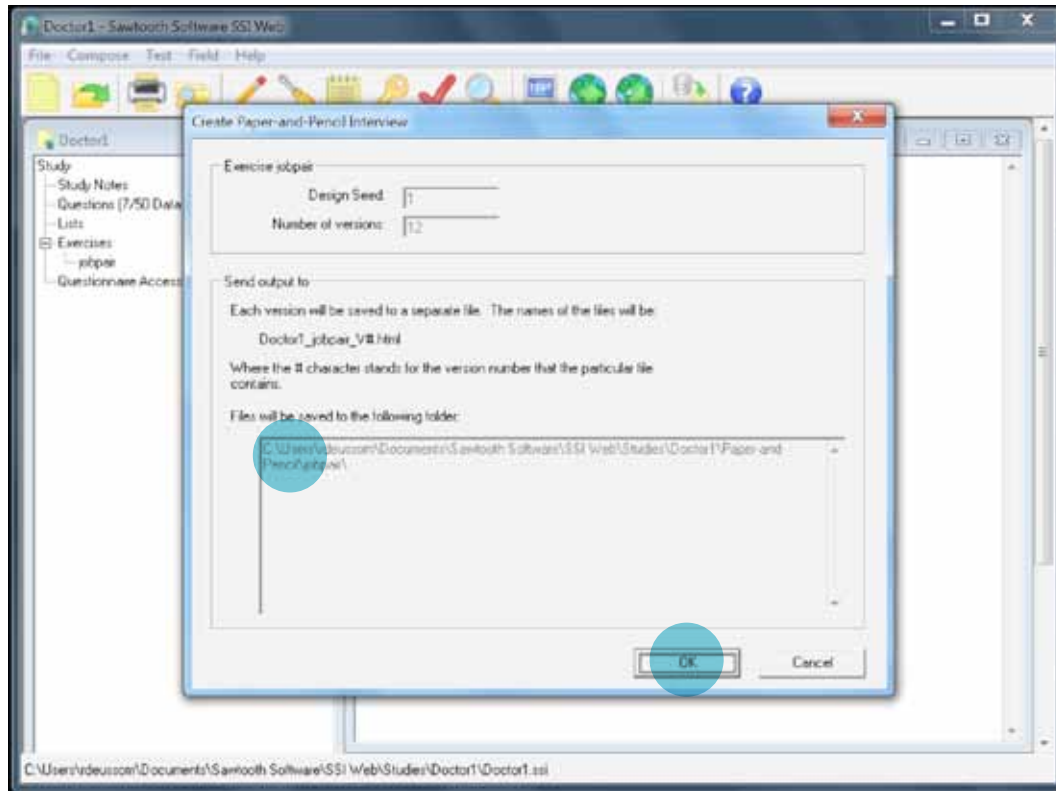 Doctor1 - Sawtooth Software SSI Web
File Compose Test Field Help
Doctor1
Study
Study Notes
Questions (7/50 Data
Lists
Exercises
jobpair
Questionnaire Access
Create Paper-and-Pencil Interview
Exercise jobpair
Design Seed: 1
Number of versions: 12
Send output to
Each version will be saved to a separate file. The names of the files will be:
Doctor1_jobpair_V#.html
Where the # character stands for the version number that the particular file
contains.
Files will be saved to the following folder:
C:\Users\rdeussom\Documents\Sawtooth Software\SSI Web\Studies\Doctor1\Paper-and
Pencil\jobpair\
OK
Cancel
C:\Users\rdeussom\Documents\Sawtooth Software\SSI Web\Studies\Doctor1\Doctor1.ssi